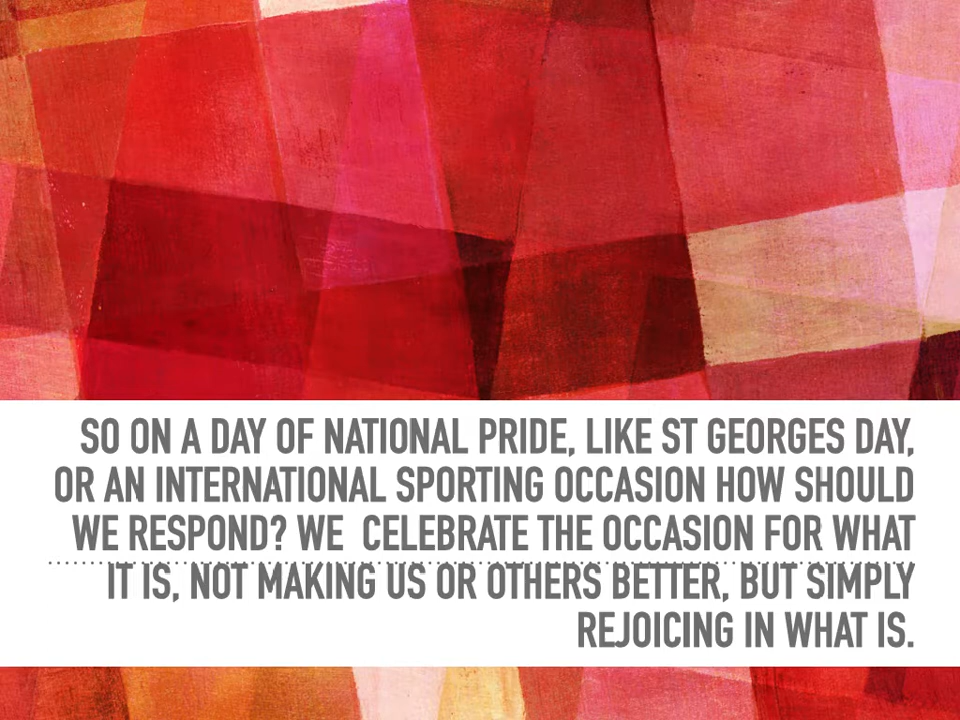 SO ON A DAY OF NATIONAL PRIDE, LIKE ST GEORGES DAY,
OR AN INTERNATIONAL SPORTING OCCASION HOW SHOULD
WE RESPOND? WE  CELEBRATE THE OCCASION FOR WHAT
IT IS, NOT MAKING US OR OTHERS BETTER, BUT SIMPLY
REJOICING IN WHAT IS.